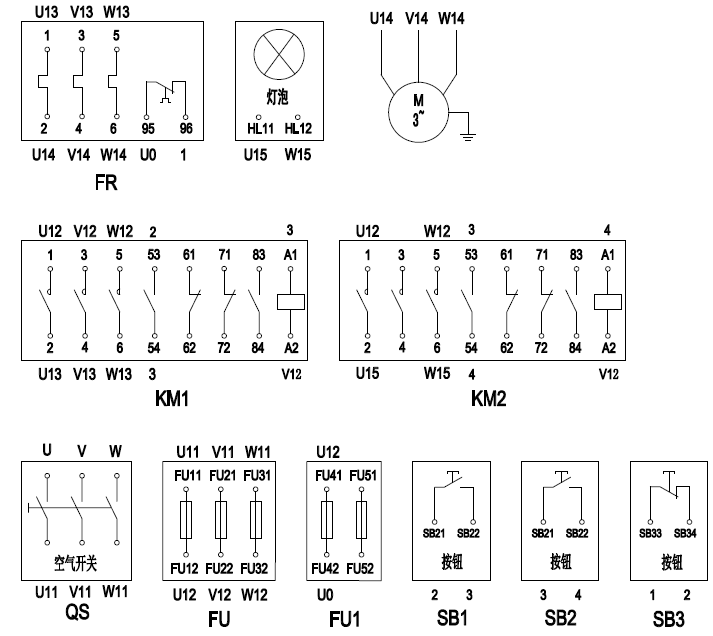 U13 V13 W13
1 3 5
2 4 6 95 96
U14 V14 W14 U0 1
FR
灯泡
HL11 HL12
U15 W15
U14 V14 W14
M
3~
U12 V12 W12 2 3
1 3 5 53 61 71 83 A1
2 4 6 54 62 72 84 A2
U13 V13 W13 3 V12
KM1
U12 W12 3 4
1 3 5 53 61 71 83 A1
2 4 6 54 62 72 84 A2
U15 W15 4 V12
KM2
U V W
空气开关
U11 V11 W11
QS
U11 V11 W11
FU11 FU21 FU31
FU12 FU22 FU32
U12 V12 W12
FU
U12
FU41 FU51
FU42 FU52
U0
FU1
SB21 SB22
按钮
2 3
SB1
SB21 SB22
按钮
3 4
SB2
SB33 SB34
按钮
1 2
SB3